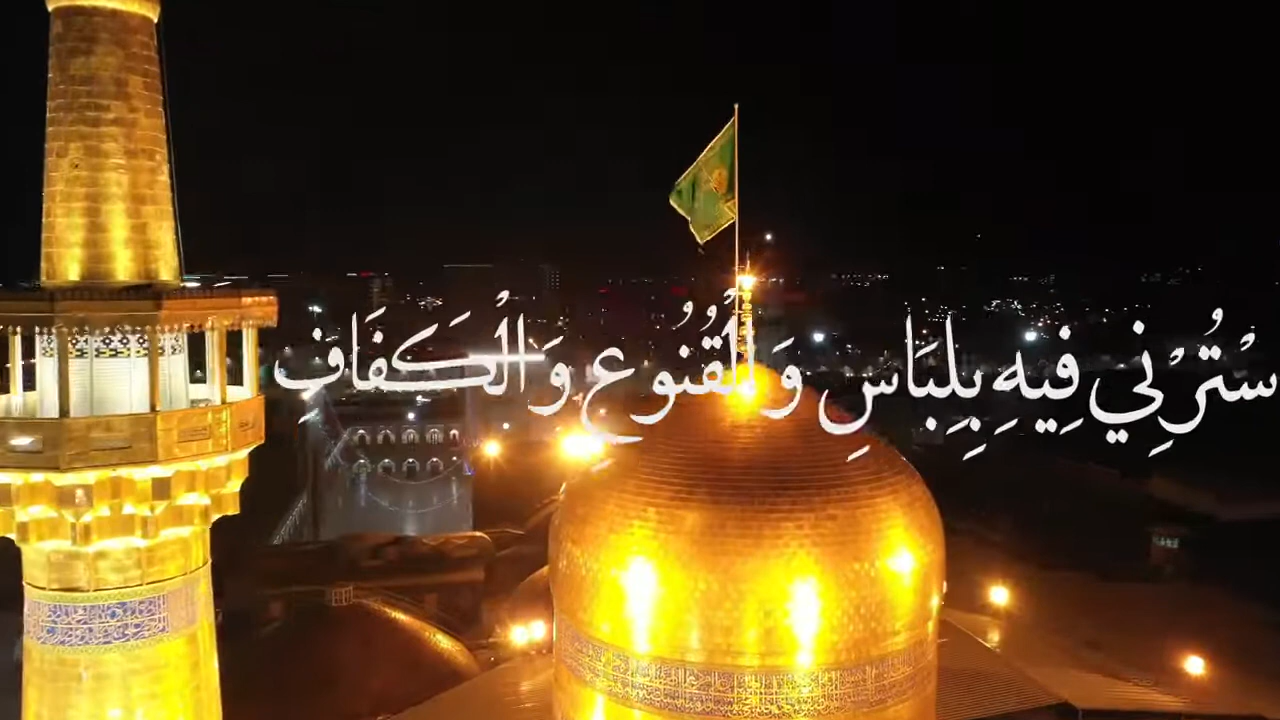 سْتُرْنِي فِيهِ بِلِبَاسِ وَالْقُنُوعِ وَالْكَفَافِ